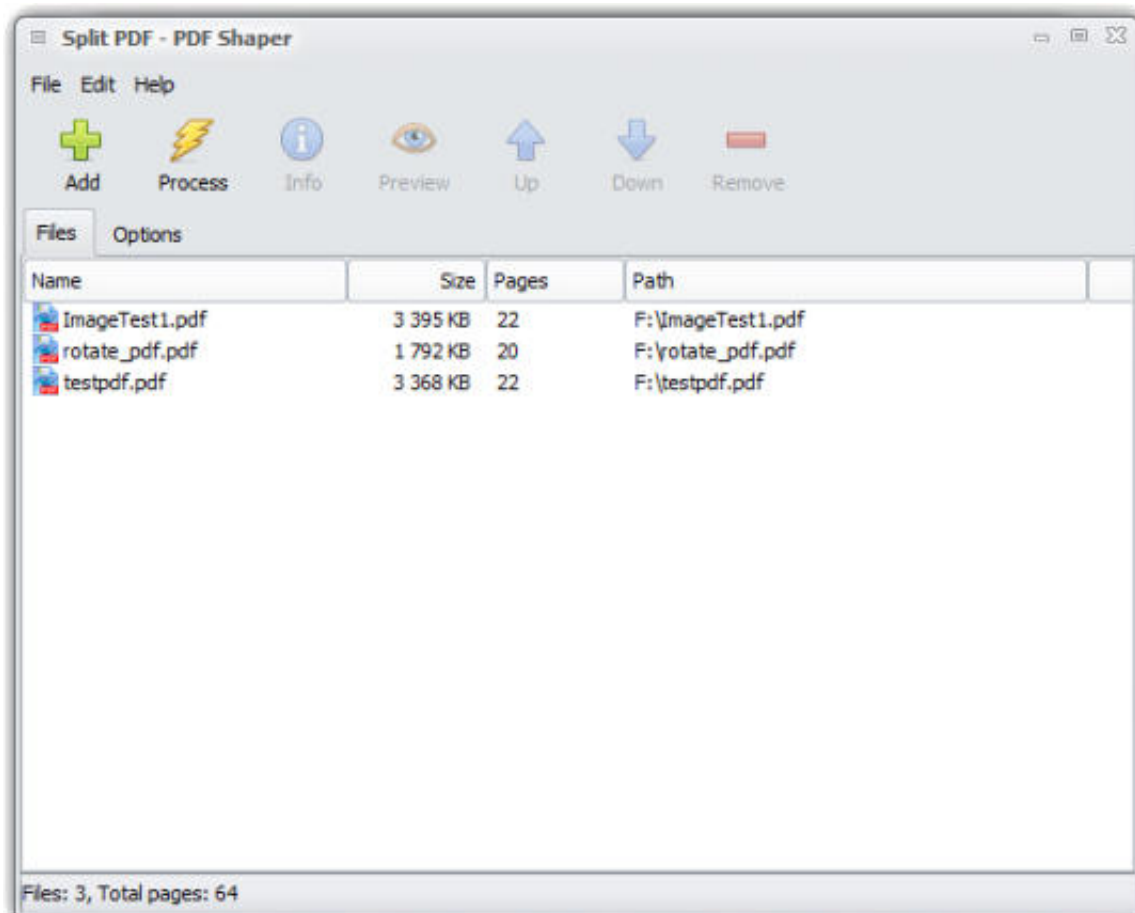 Split PDF - PDF Shaper
File Edit Help
Add Process Info Preview Up Down Remove
Files Options
Name Size Pages Path
ImageTest1.pdf 3 395 KB 22 F:\ImageTest1.pdf
rotate_pdf.pdf 1 792 KB 20 F:\rotate_pdf.pdf
testpdf.pdf 3 368 KB 22 F:\testpdf.pdf
Files: 3, Total pages: 64